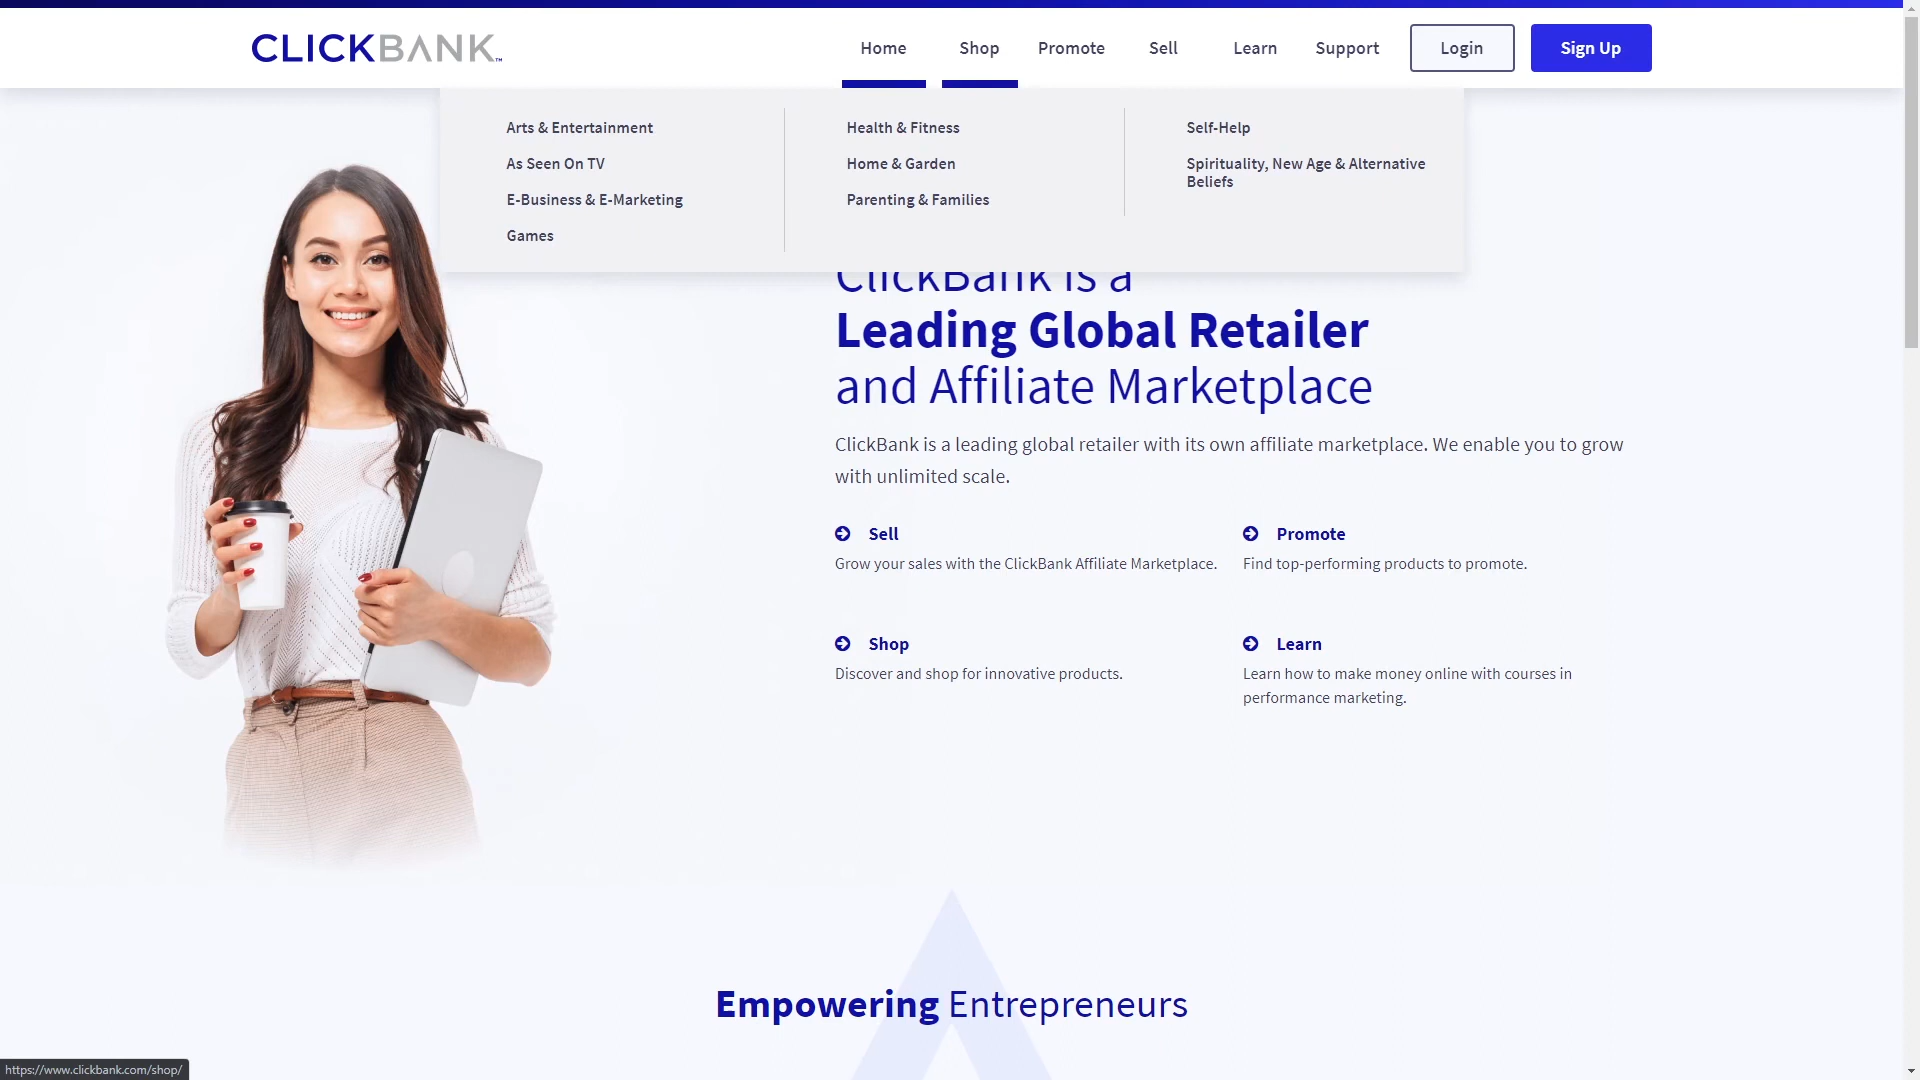 CLICKBANK™
Home
Shop
Promote
Sell
Learn
Support
Login
Sign Up
Arts & Entertainment
As Seen On TV
E-Business & E-Marketing
Games
Health & Fitness
Home & Garden
Parenting & Families
Self-Help
Spirituality, New Age & Alternative
Beliefs
ClickBank is a
Leading Global Retailer
and Affiliate Marketplace
ClickBank is a leading global retailer with its own affiliate marketplace. We enable you to grow
with unlimited scale.
Sell
Grow your sales with the ClickBank Affiliate Marketplace.
Promote
Find top-performing products to promote.
Shop
Discover and shop for innovative products.
Learn
Learn how to make money online with courses in
performance marketing.
Empowering Entrepreneurs
https://www.clickbank.com/shop/